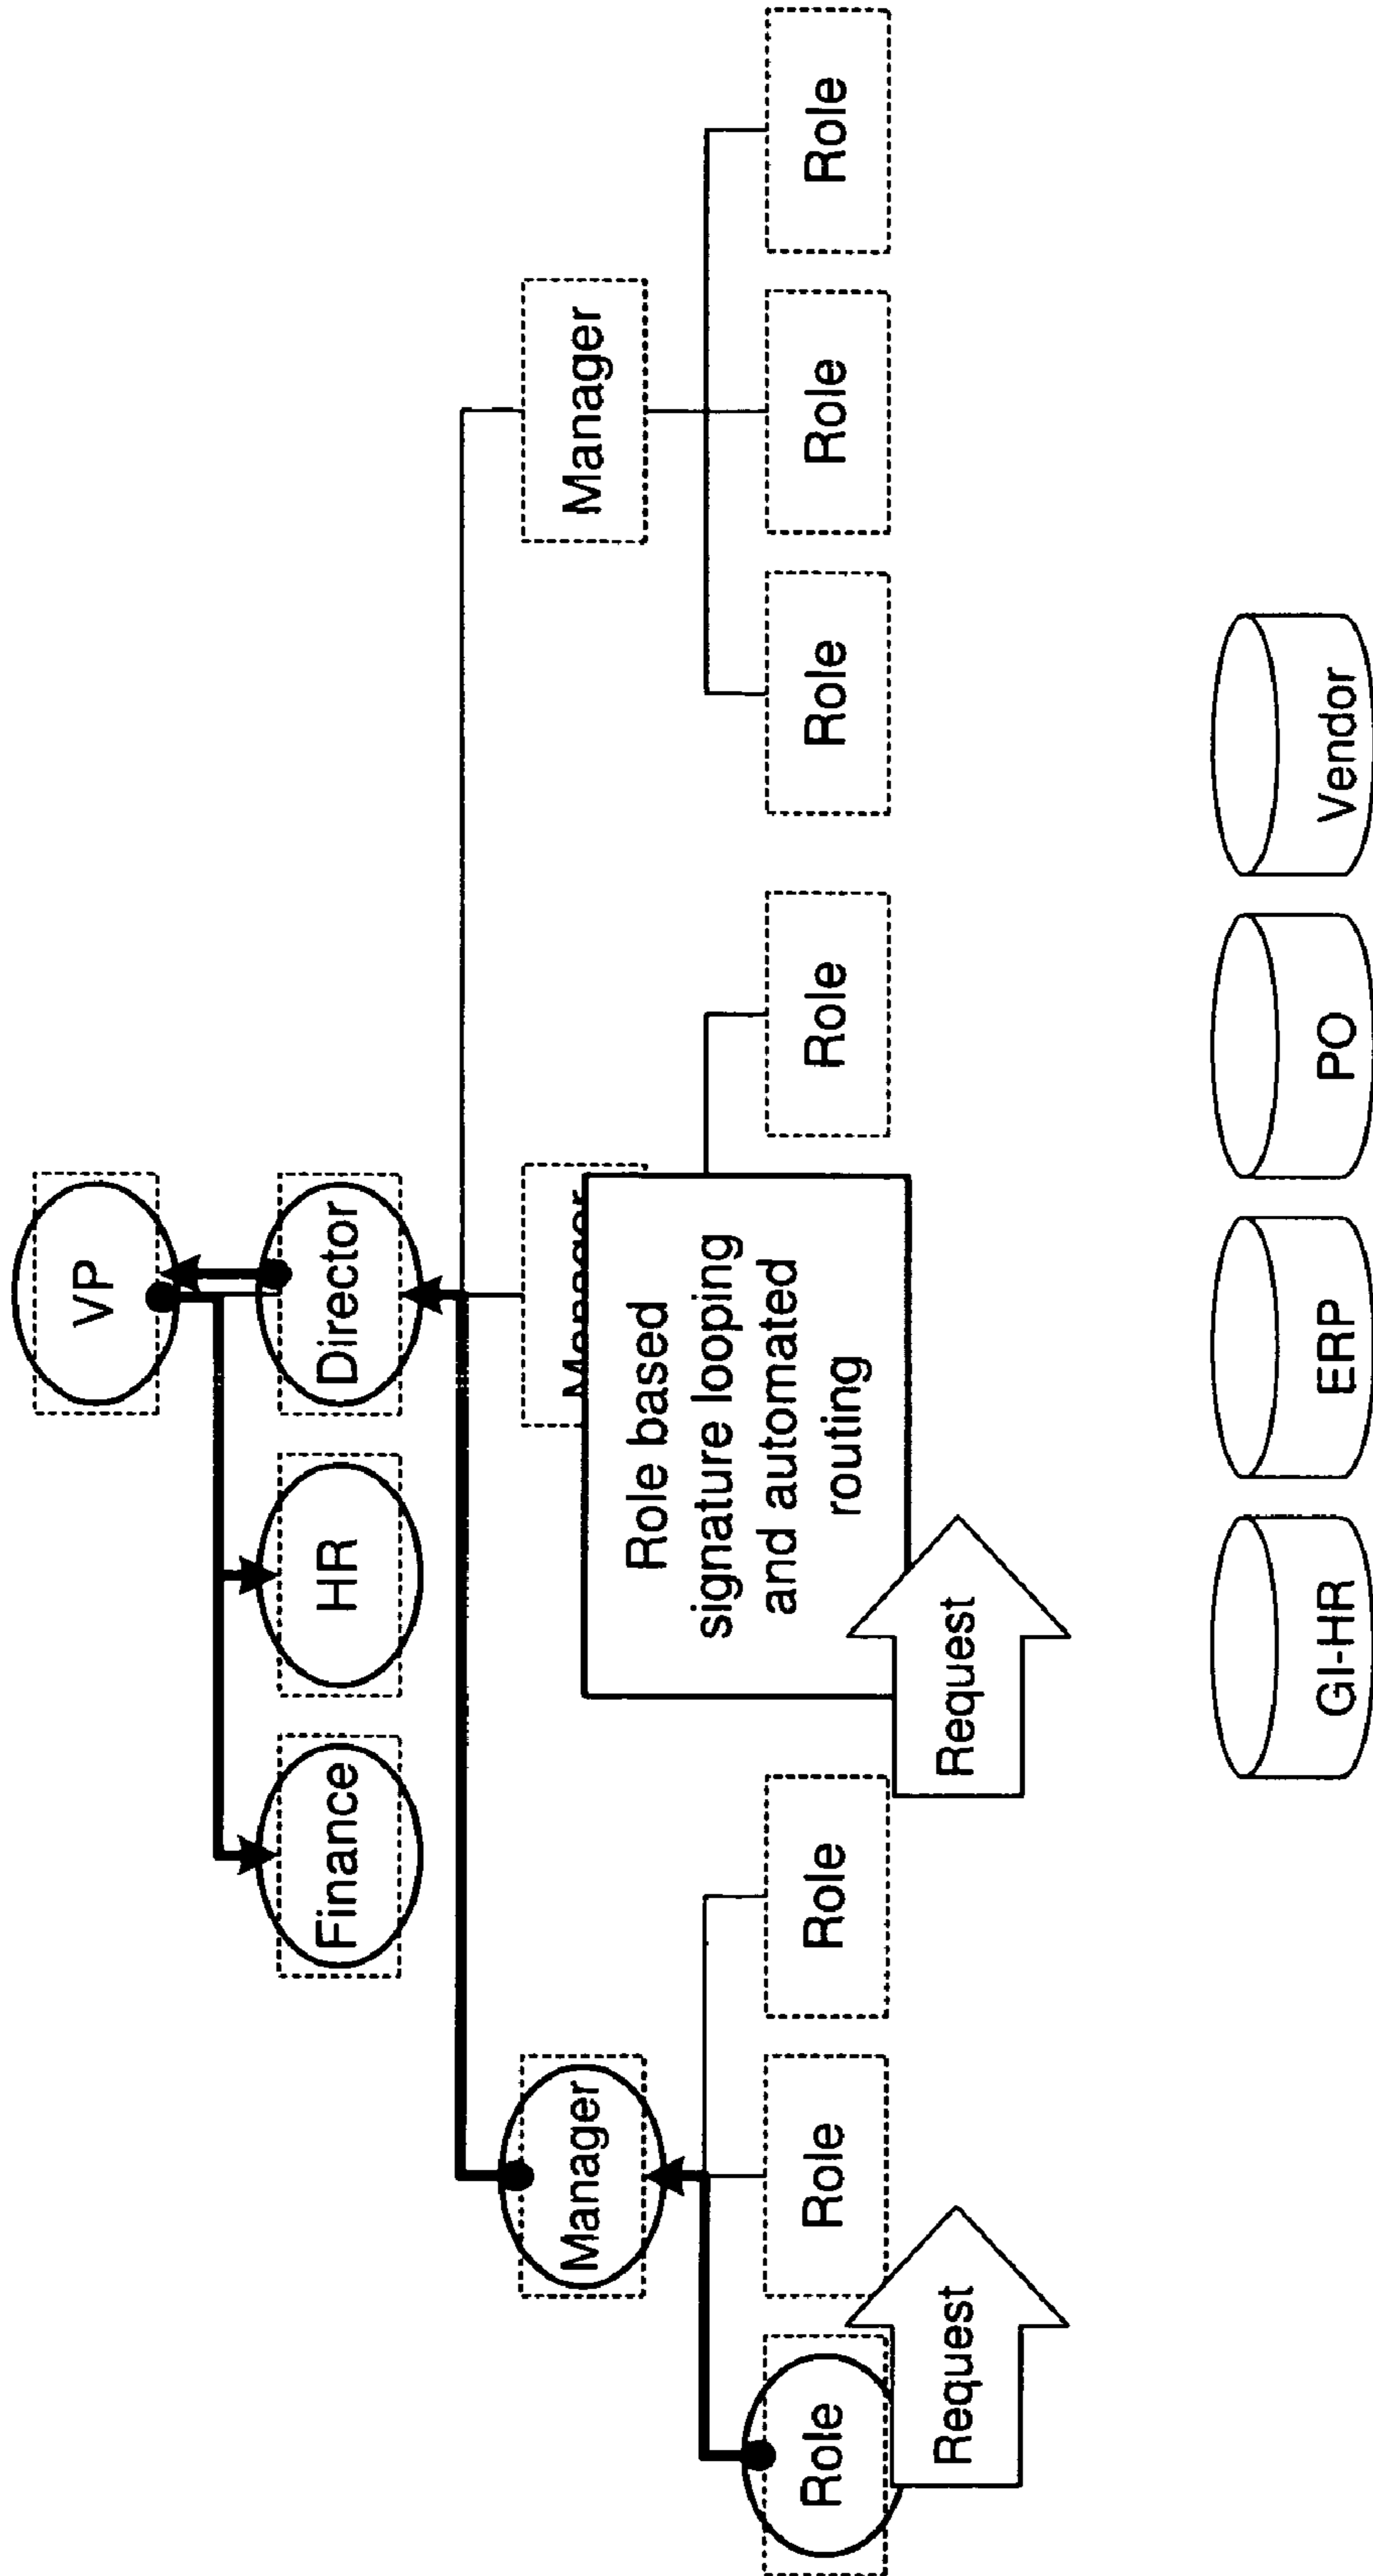 VP
Finance
HR
Director
Manager
Manager
Manager
Role based
signature looping
and automated
routing
Role
Role
Role
Role
Role
Role
Role
Request
Request
GI-HR
ERP
PO
Vendor